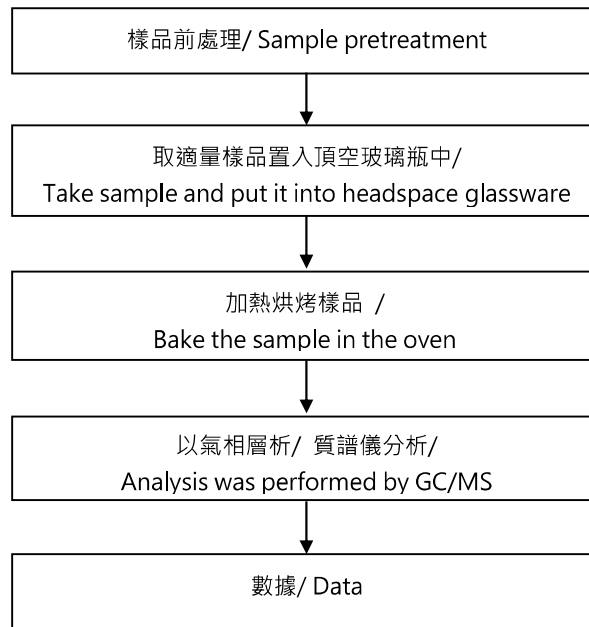 樣品前處理/ Sample pretreatment
取適量樣品置入頂空玻璃瓶中/
Take sample and put it into headspace glassware
加熱烘烤樣品 /
Bake the sample in the oven
以氣相層析/ 質譜儀分析/
Analysis was performed by GC/MS
數據/ Data